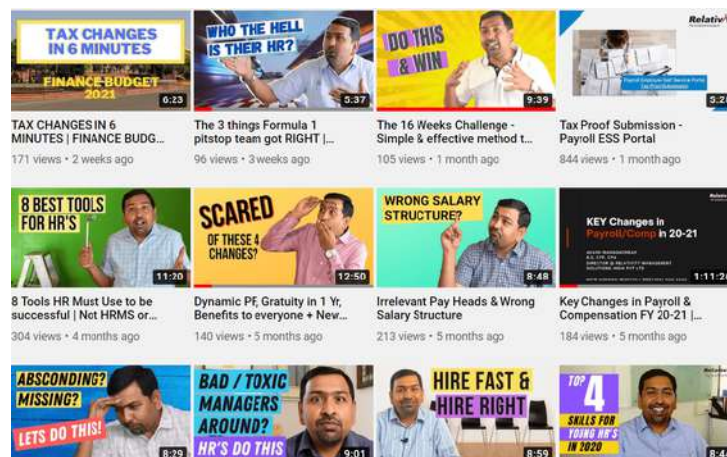 TAX CHANGES
IN 6 MINUTES
FINANCE BUDGET
2021
6:23
WHO THE HELL
IS THEIR HR?
5:37
DO THIS
& WIN
9:39
Payroll Employee Self Service Portal
Tax Proof Submission
TAX CHANGES IN 6
MINUTES | FINANCE BUDG...
171 views • 2 weeks ago
The 3 things Formula 1
pitstop team got RIGHT |...
96 views • 3 weeks ago
The 16 Weeks Challenge -
Simple & effective method t...
105 views • 1 month ago
Tax Proof Submission -
Payroll ESS Portal
844 views • 1 month ago
8 BEST TOOLS
FOR HR'S
11:20
SCARED
OF THESE 4
CHANGES?
12:50
WRONG SALARY
STRUCTURE?
8:48
KEY Changes in
Payroll/Comp in 20-21
8 Tools HR Must Use to be
successful | Not HRMS or...
304 views • 4 months ago
Dynamic PF, Gratuity in 1 Yr,
Benefits to everyone + New...
140 views • 5 months ago
Irrelevant Pay Heads & Wrong
Salary Structure
213 views • 5 months ago
Key Changes in Payroll &
Compensation FY 20-21 |...
184 views • 5 months ago
ABSCONDING?
MISSING?
LETS DO THIS!
8:29
BAD / TOXIC
MANAGERS
AROUND?
HR'S DO THIS
9:01
HIRE FAST &
HIRE RIGHT
8:59
TOP 4
SKILLS FOR
YOUNG HR'S
IN 2020